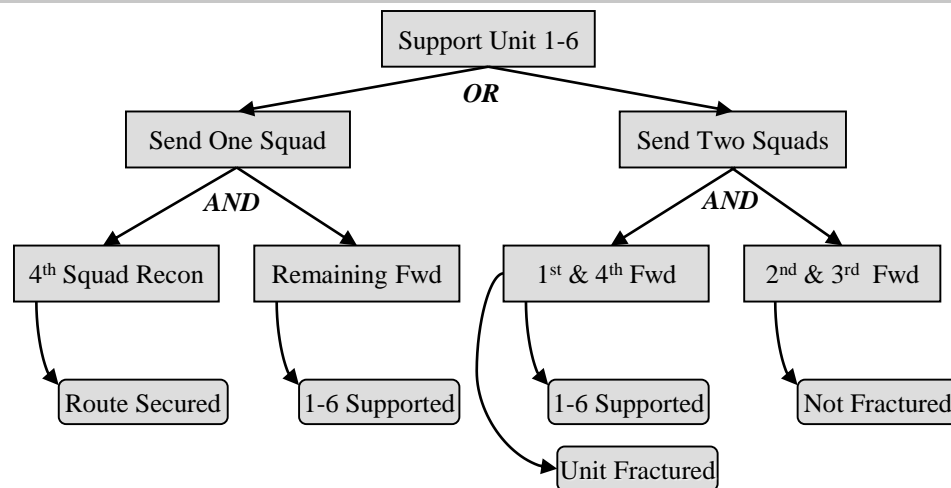 Support Unit 1-6
OR
Send One Squad
Send Two Squads
AND
AND
4th Squad Recon
Remaining Fwd
1st & 4th Fwd
2nd & 3rd Fwd
Route Secured
1-6 Supported
1-6 Supported
Not Fractured
Unit Fractured